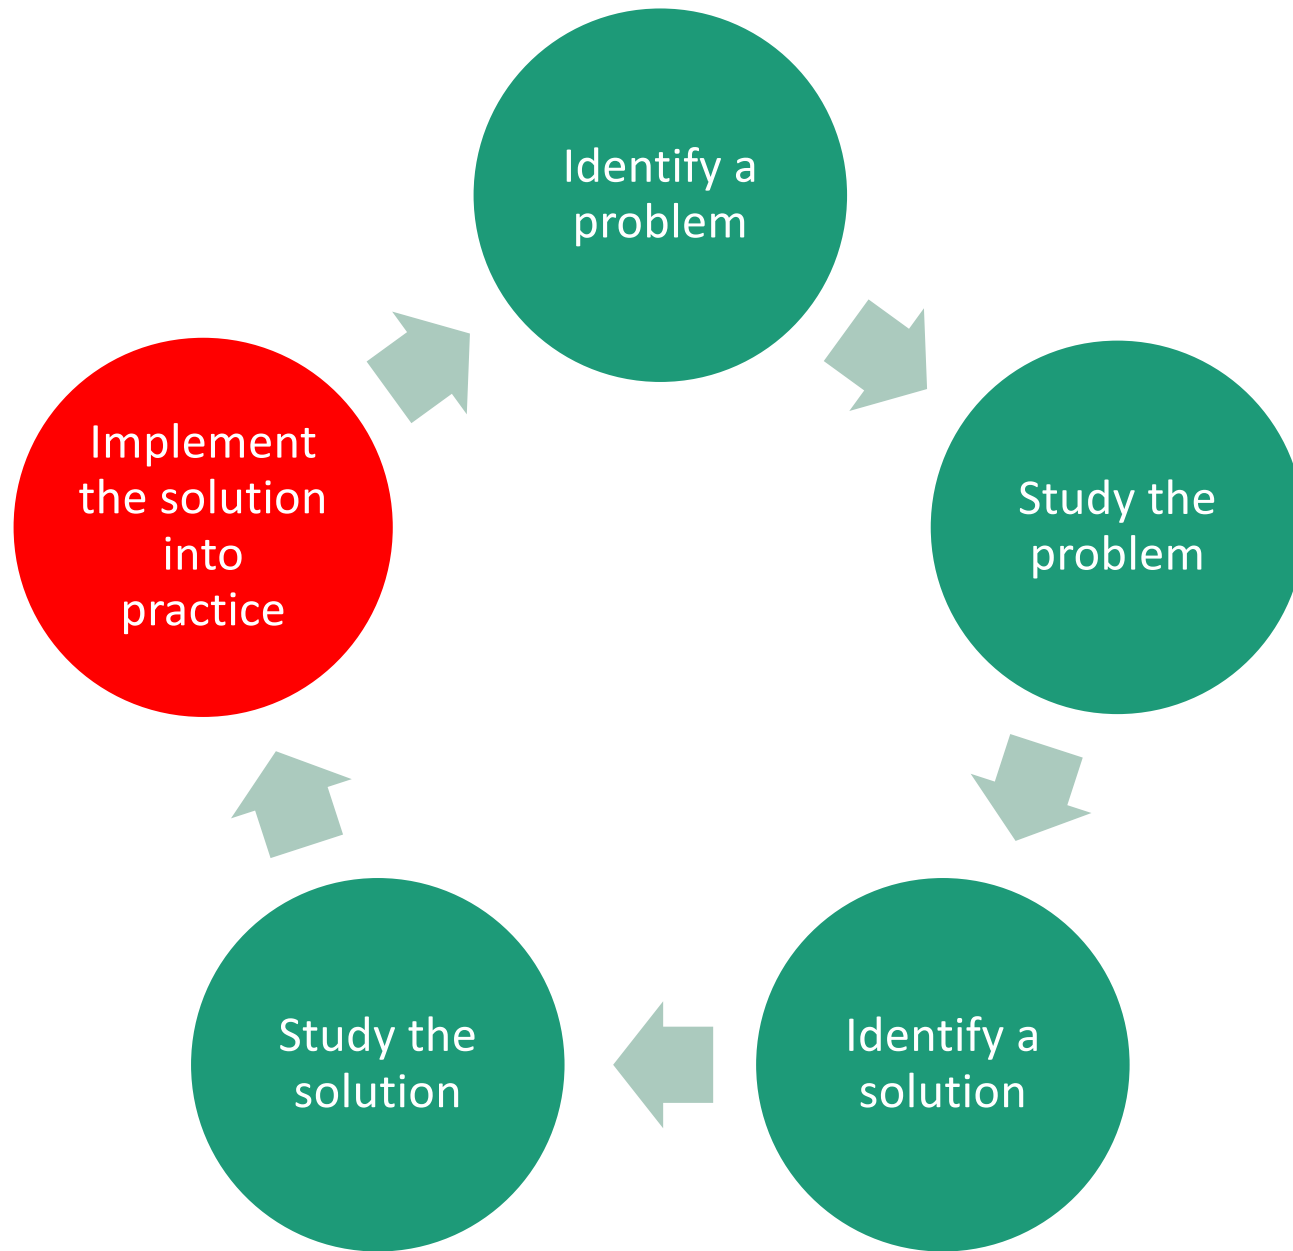 Identify a
problem
Study the
problem
Identify a
solution
Study the
solution
Implement
the solution
into
practice